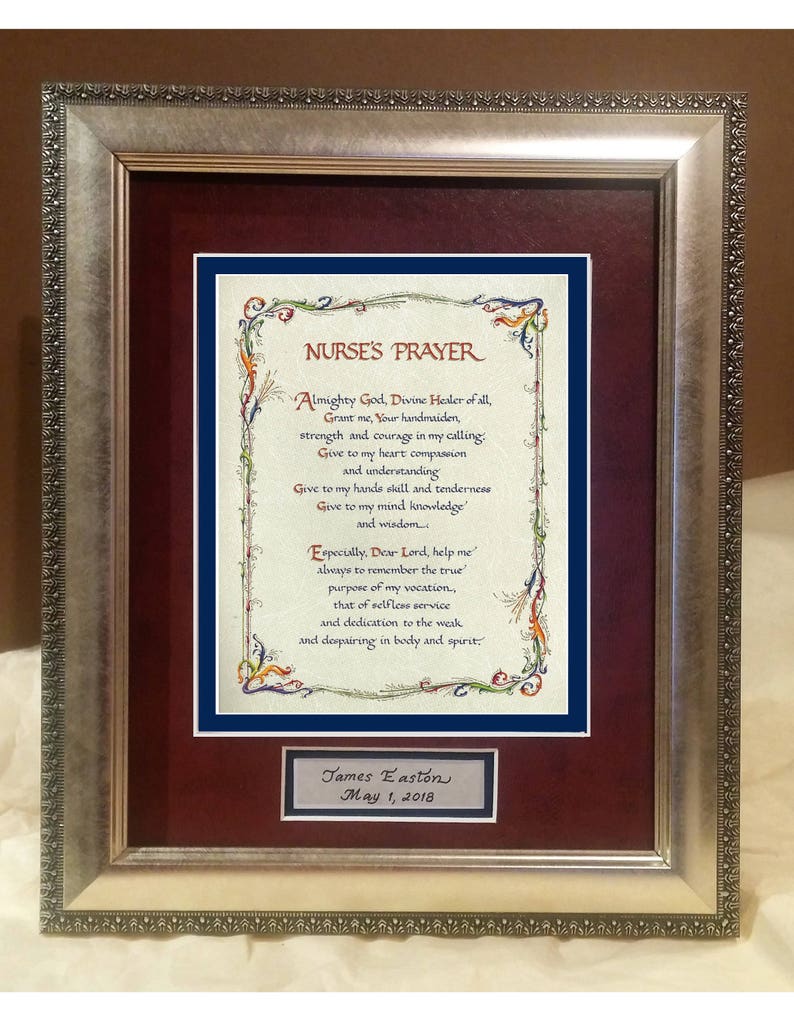 NURSE'S PRAYER
Almighty God, Divine Healer of all,
Grant me, Your handmaiden,
strength and courage in my calling.
Give to my heart compassion
and understanding
Give to my hands skill and tenderness
Give to my mind knowledge
and wisdom.
Especially, Dear Lord, help me
always to remember the true
purpose of my vocation,
that of selfless service
and dedication to the weak
and despairing in body and spirit.
James Easton
May 1, 2018